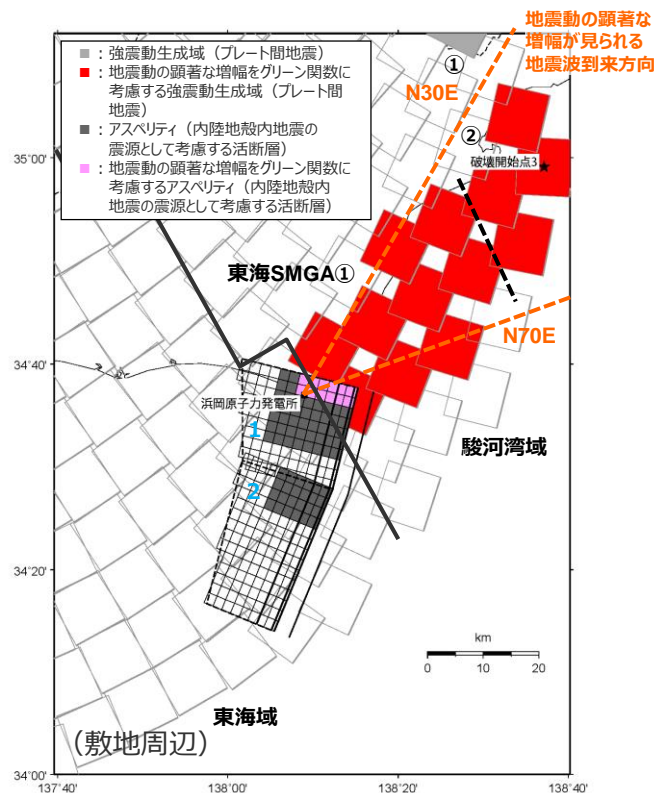 地震動の顕著な
増幅が見られる
地震波到来方向
■ : 強震動生成域（プレート間地震）
■ : 地震動の顕著な増幅をグリーン関数に
考慮する強震動生成域（プレート間
地震）
■ : アスペリティ（内陸地殻内地震の
震源として考慮する活断層）
■ : 地震動の顕著な増幅をグリーン関数に
考慮するアスペリティ（内陸地殻内
地震の震源として考慮する活断層）
①
N30E
②
破壊開始点3
35°00'
東海SMGA①
N70E
34°40'
浜岡原子力発電所
1
駿河湾域
2
34°20'
km
0 10 20
東海域
（敷地周辺）
34°00'
137°40' 138°00' 138°20' 138°40'